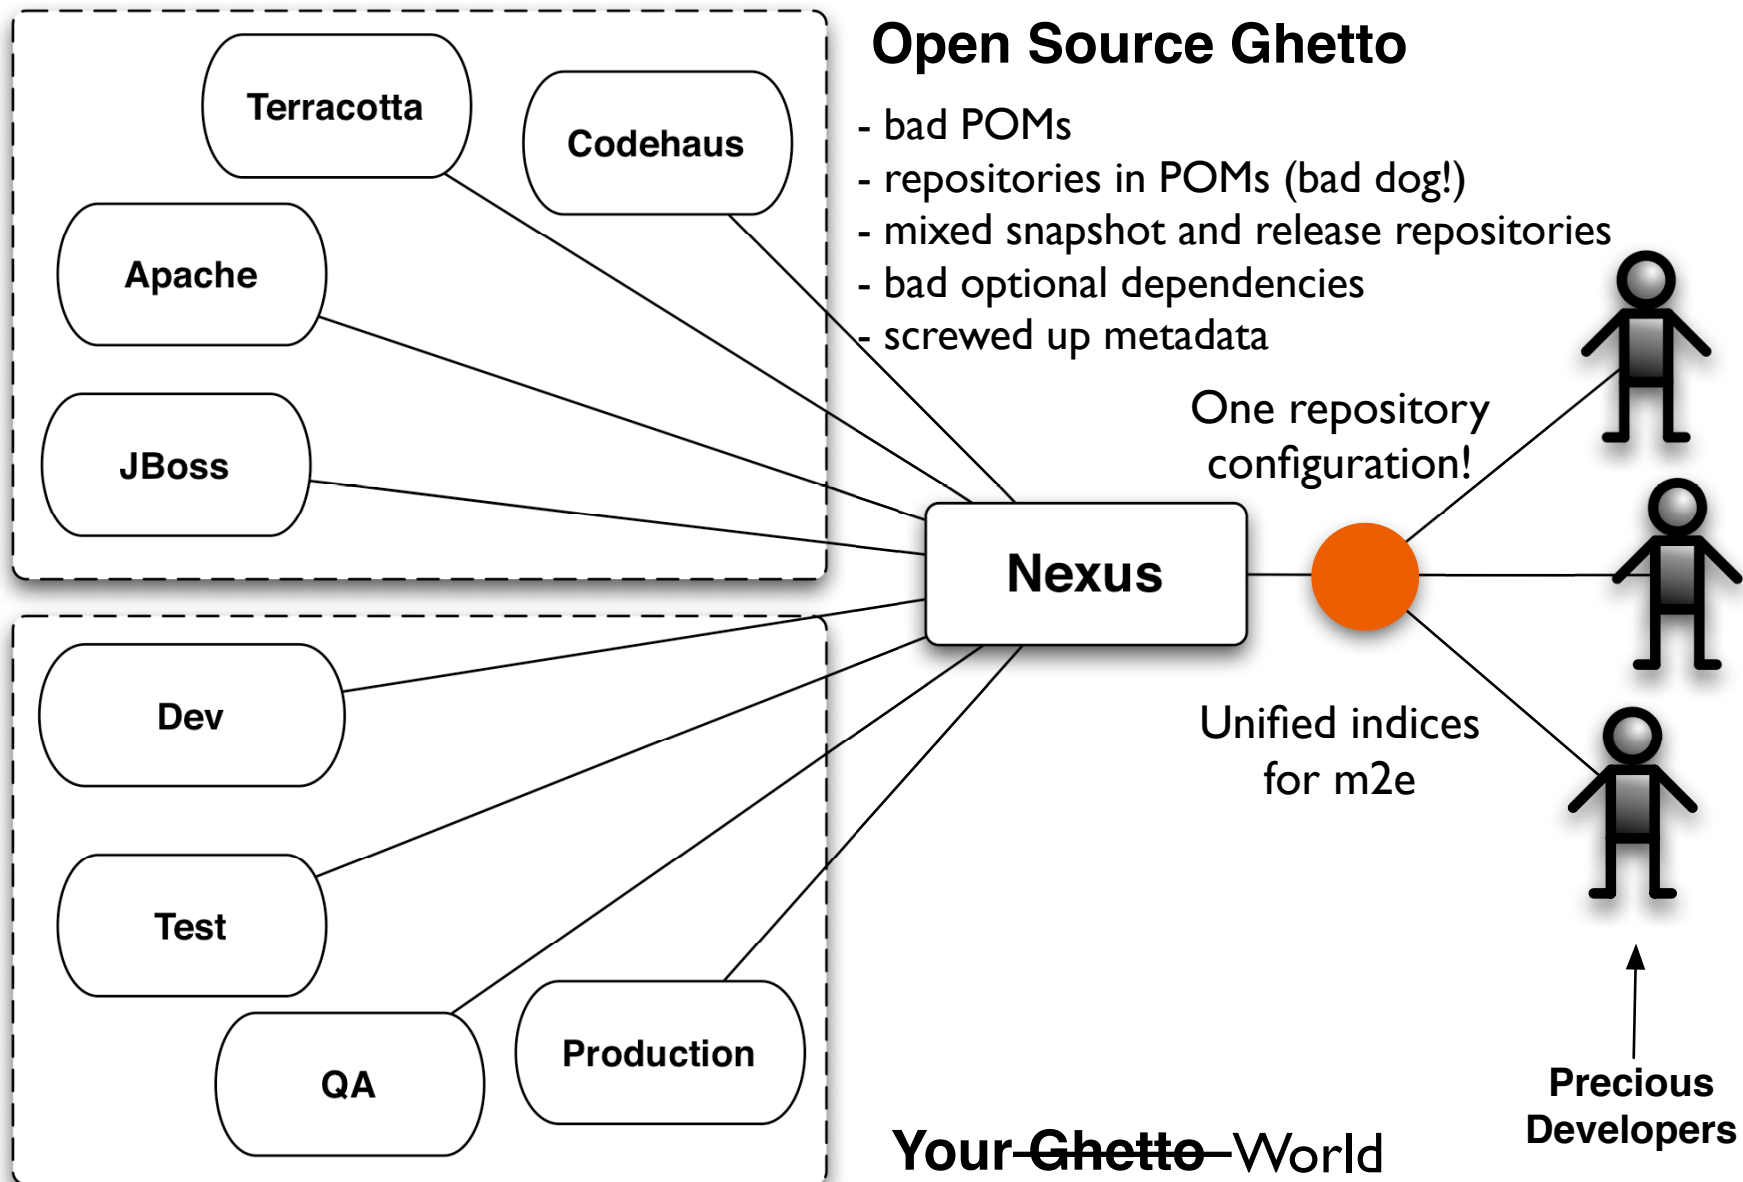 Open Source Ghetto
- bad POMs
- repositories in POMs (bad dog!)
- mixed snapshot and release repositories
- bad optional dependencies
- screwed up metadata
Terracotta
Codehaus
Apache
JBoss
One repository
configuration!
Nexus
Unified indices
for m2e
Dev
Test
QA
Production
Precious
Developers
Your Ghetto World